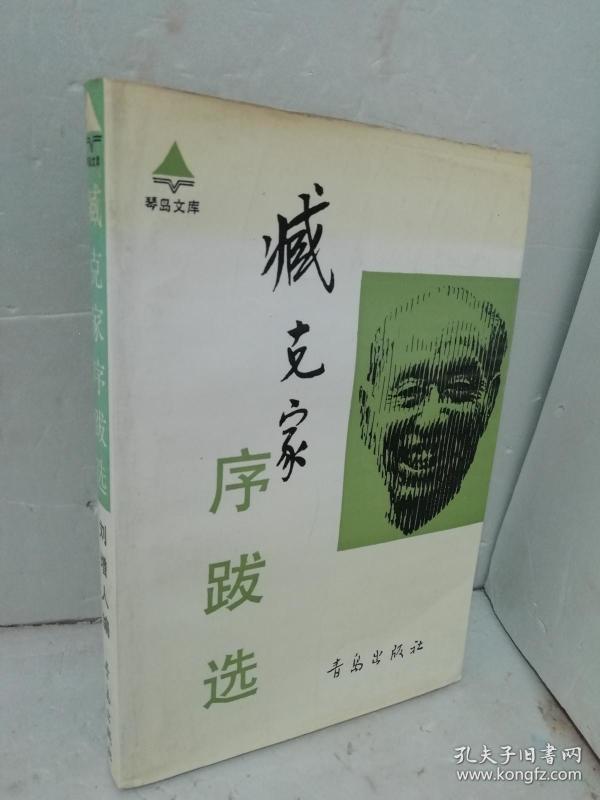 琴岛文库
臧克家
序跋选
青岛出版社
臧克家序跋选
刘增人编
孔夫子旧书网
www.kongfz.com